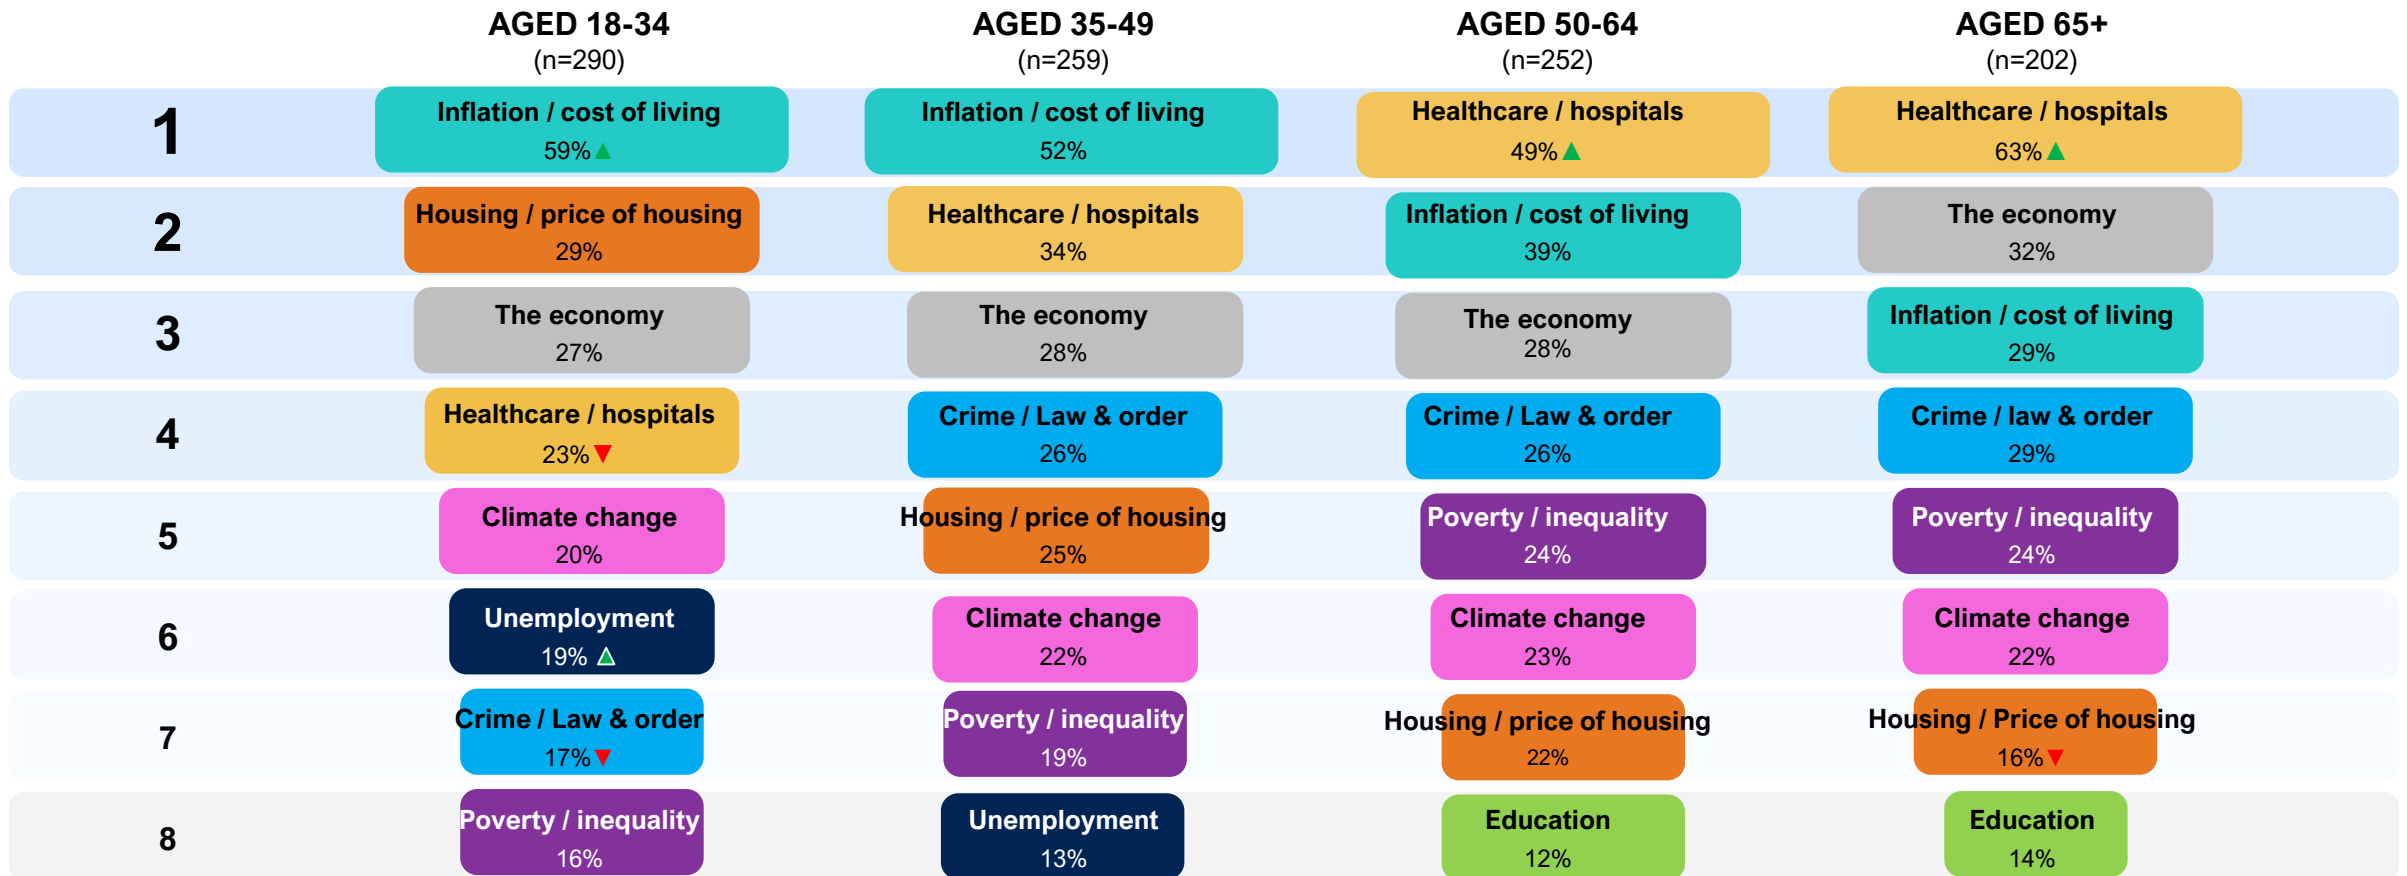 AGED 18-34
(n=290)
AGED 35-49
(n=259)
AGED 50-64
(n=252)
AGED 65+
(n=202)
1
Inflation / cost of living
59%
Inflation / cost of living
52%
Healthcare / hospitals
49%
Healthcare / hospitals
63%
2
Housing / price of housing
29%
Healthcare / hospitals
34%
Inflation / cost of living
39%
The economy
32%
3
The economy
27%
The economy
28%
The economy
28%
Inflation / cost of living
29%
4
Healthcare / hospitals
23%
Crime / Law & order
26%
Crime / Law & order
26%
Crime / law & order
29%
5
Climate change
20%
Housing / price of housing
25%
Poverty / inequality
24%
Poverty / inequality
24%
6
Unemployment
19%
Climate change
22%
Climate change
23%
Climate change
22%
7
Crime / Law & order
17%
Poverty / inequality
19%
Housing / price of housing
22%
Housing / Price of housing
16%
8
Poverty / inequality
16%
Unemployment
13%
Education
12%
Education
14%